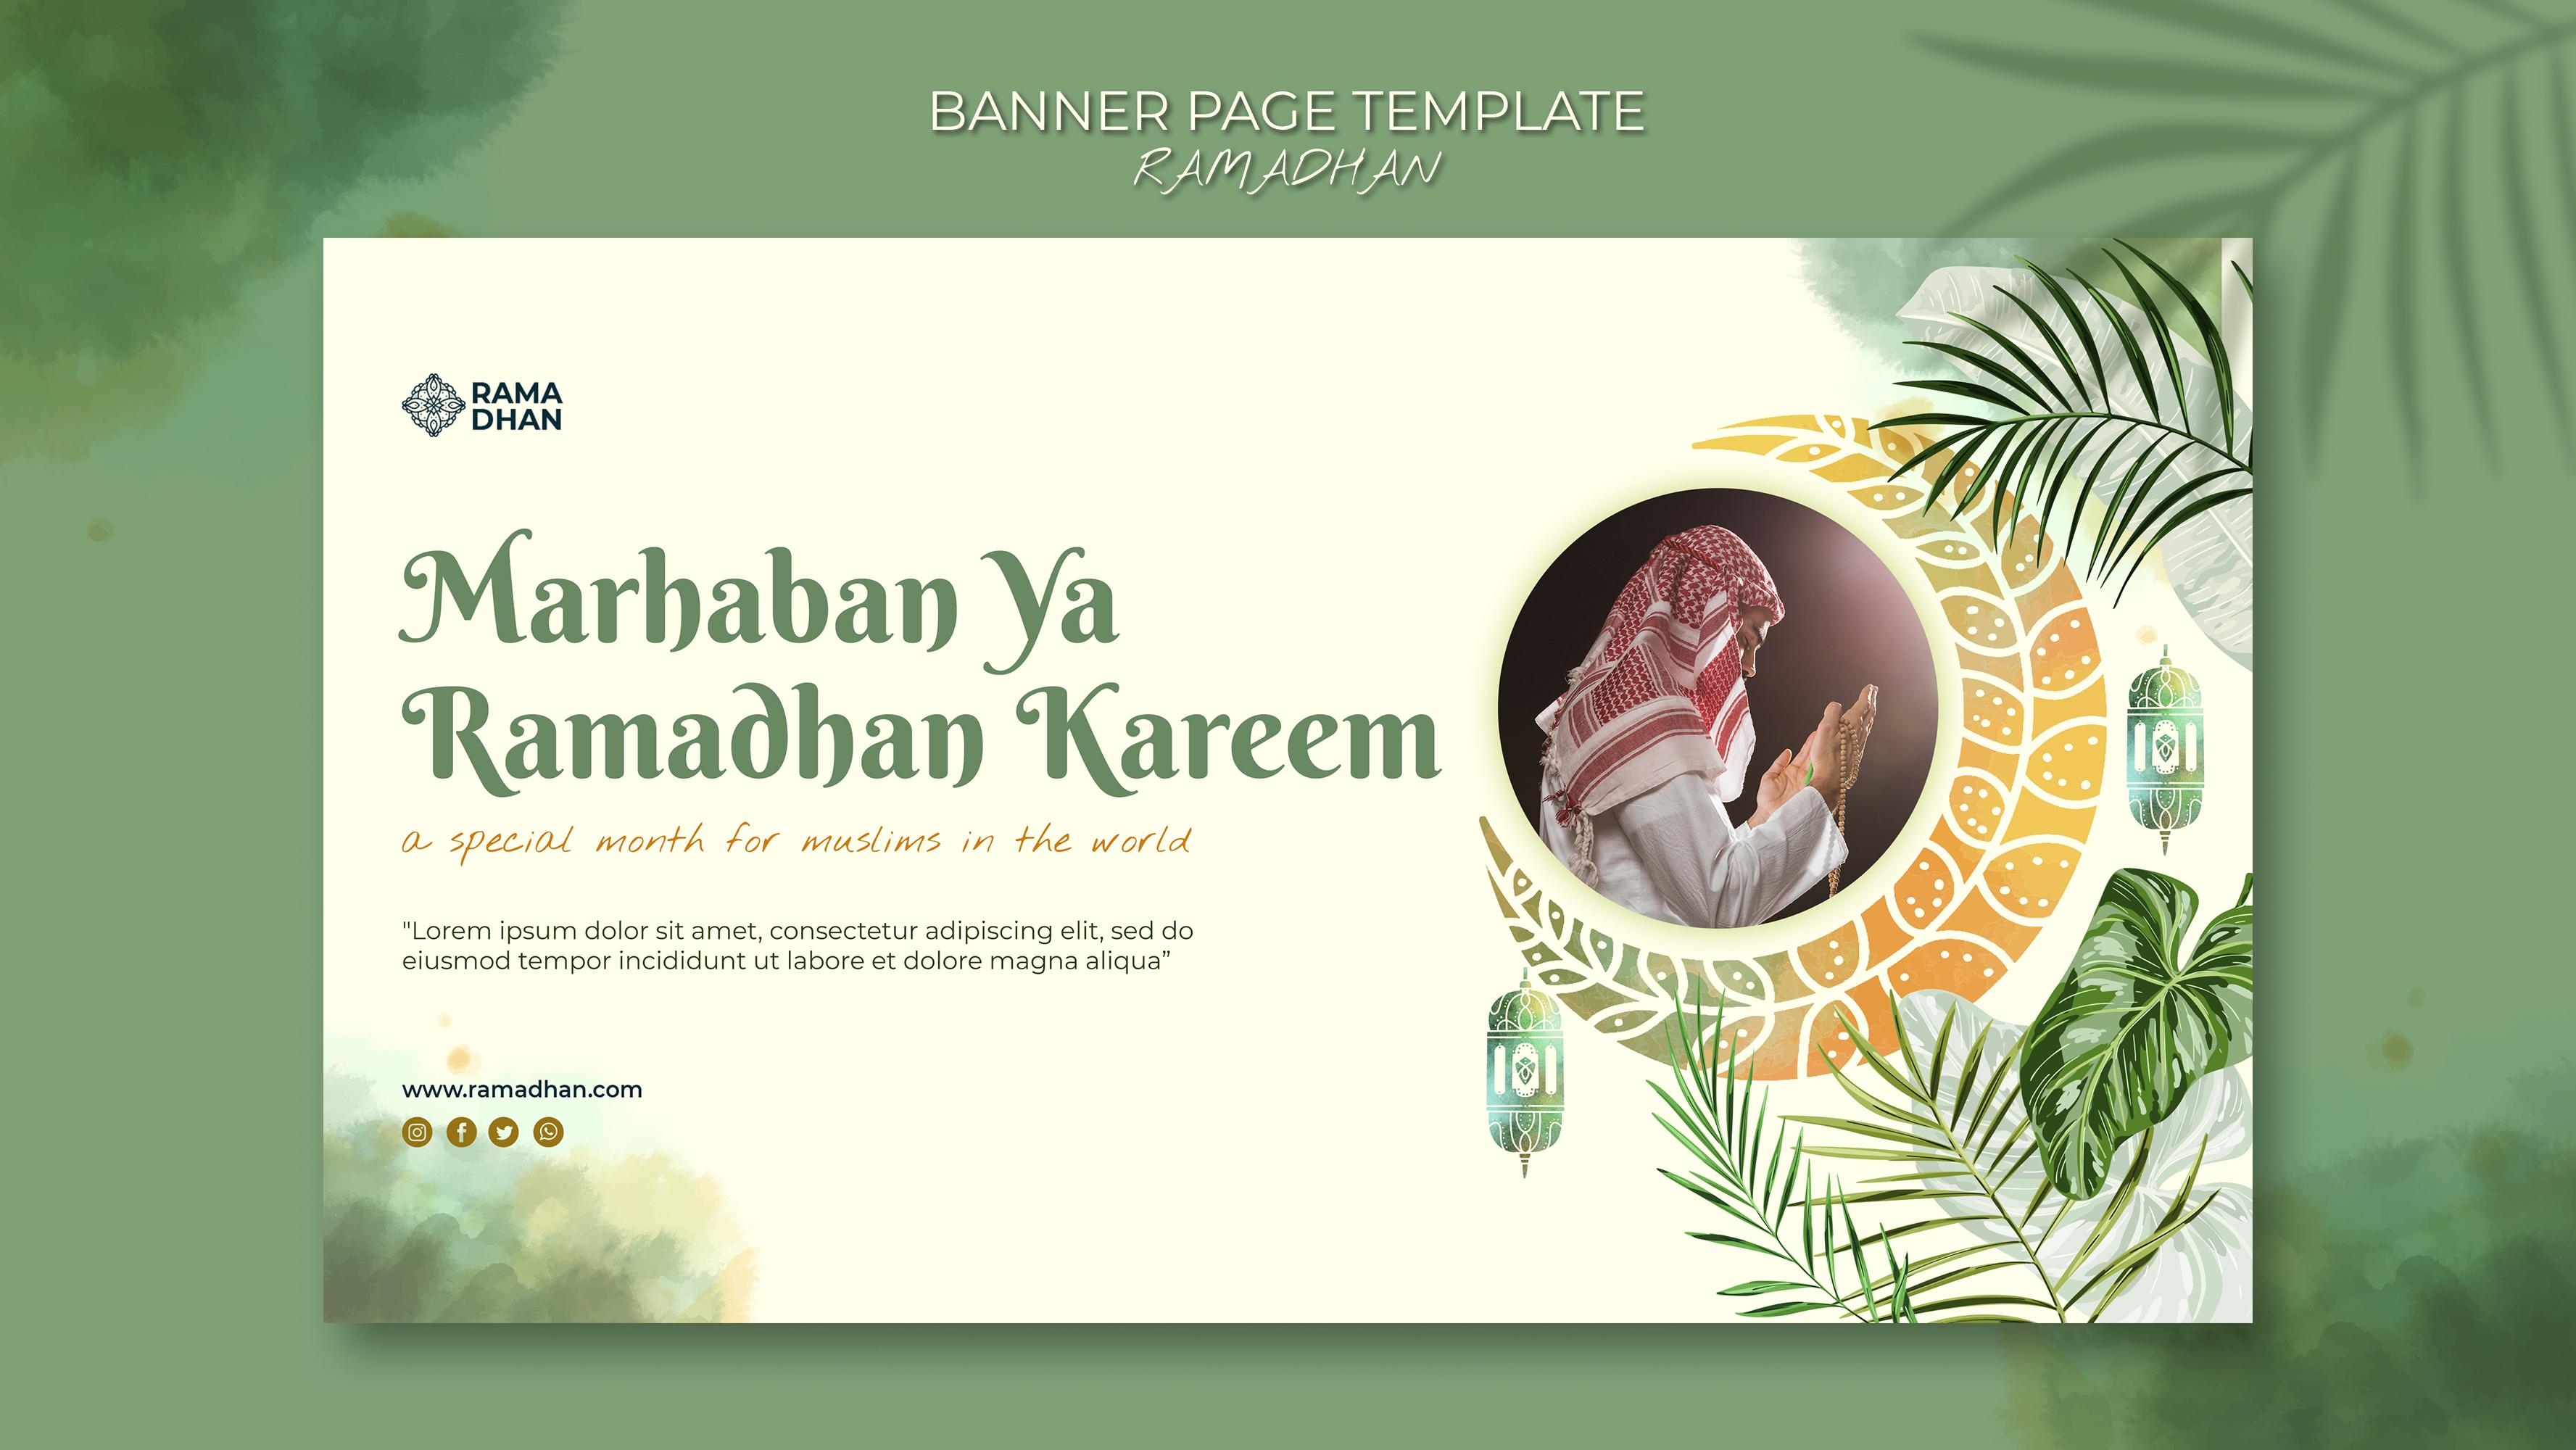 BANNER PAGE TEMPLATE
RAMADHAN
RAMA
DHAN
Marhaban Ya
Ramadhan Kareem
a special month for muslims in the world
"Lorem ipsum dolor sit amet, consectetur adipiscing elit, sed do
eiusmod tempor incididunt ut labore et dolore magna aliqua”
www.ramadhan.com